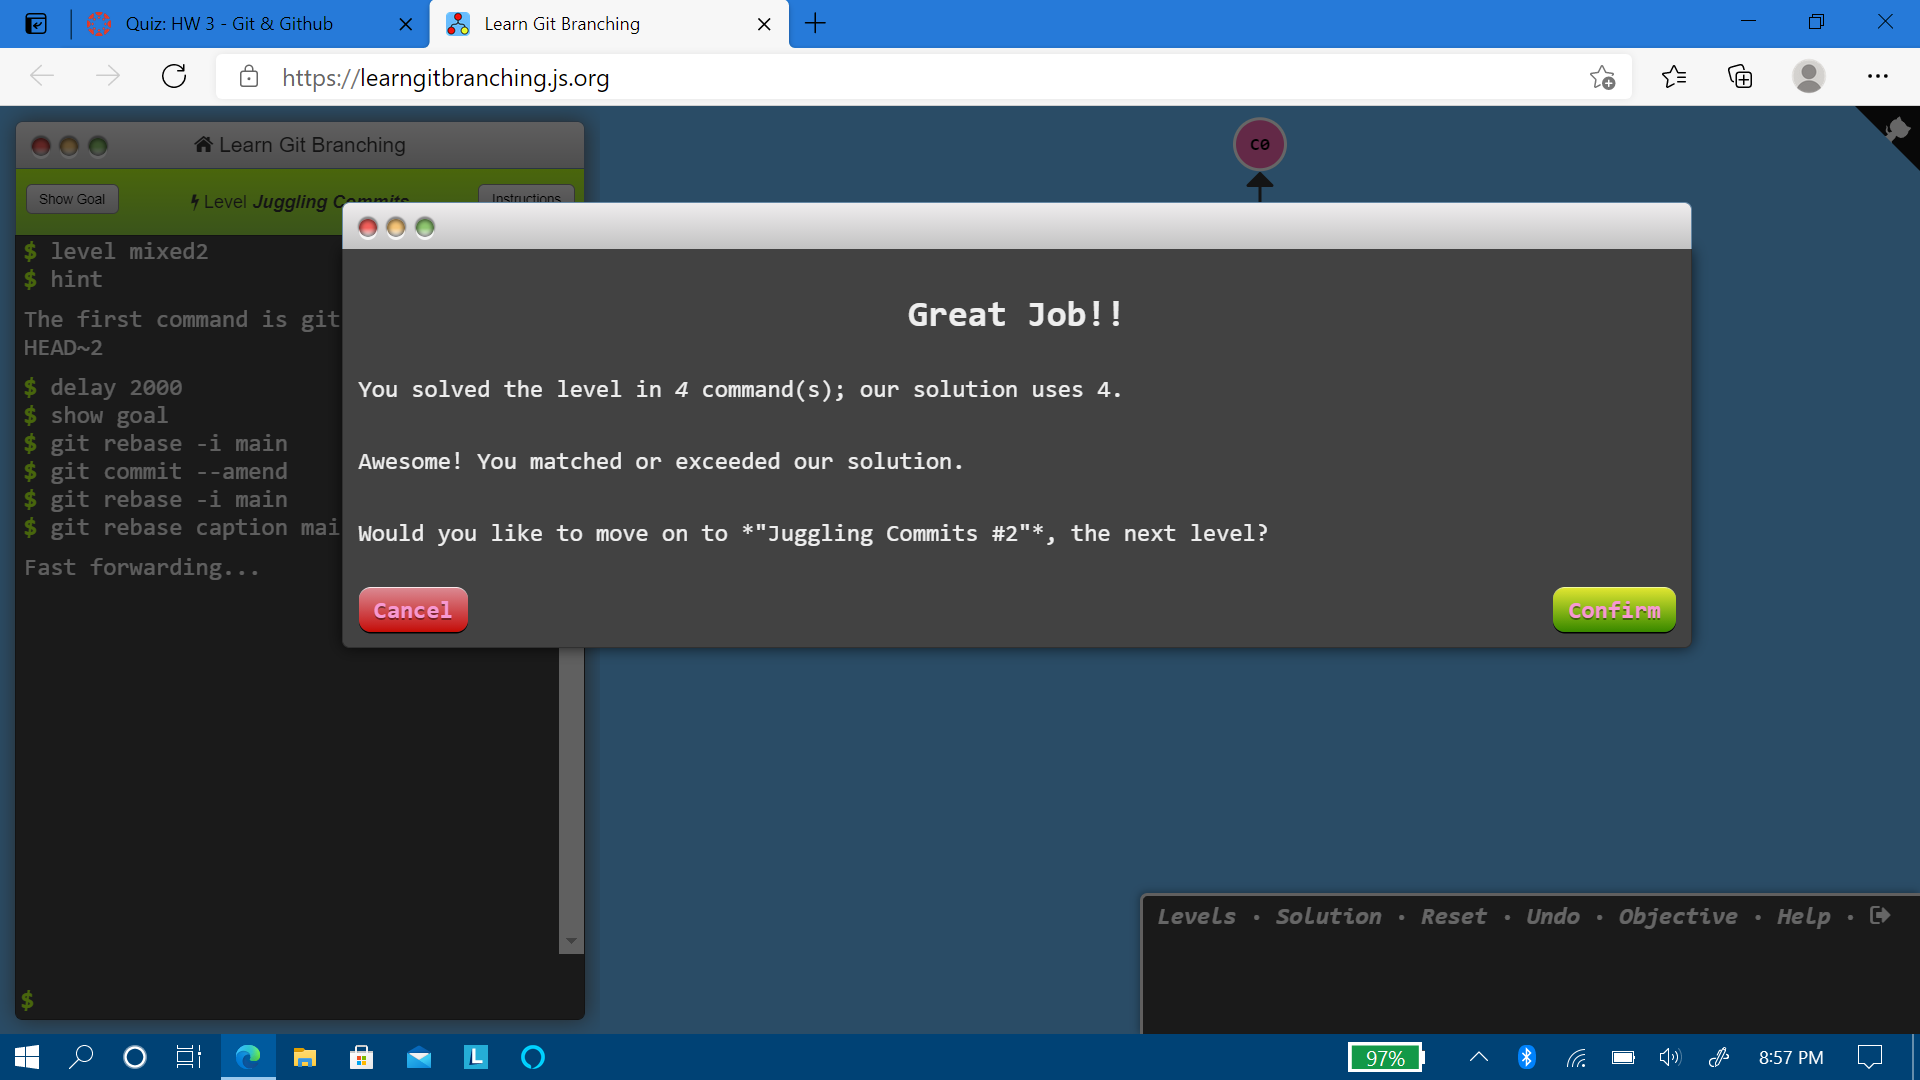 Quiz: HW 3 - Git & Github
Learn Git Branching
https://learngitbranching.js.org
Learn Git Branching
C0
Show Goal
Level Juggling Commits
Instructions
$ level mixed2
$ hint
The first command is git
HEAD~2
$ delay 2000
$ show goal
$ git rebase -i main
$ git commit --amend
$ git rebase -i main
$ git rebase caption mai
Fast forwarding...
$
Great Job!!
You solved the level in 4 command(s); our solution uses 4.
Awesome! You matched or exceeded our solution.
Would you like to move on to *"Juggling Commits #2"*, the next level?
Cancel
Confirm
Levels · Solution · Reset · Undo · Objective · Help ·
L
97%
8:57 PM